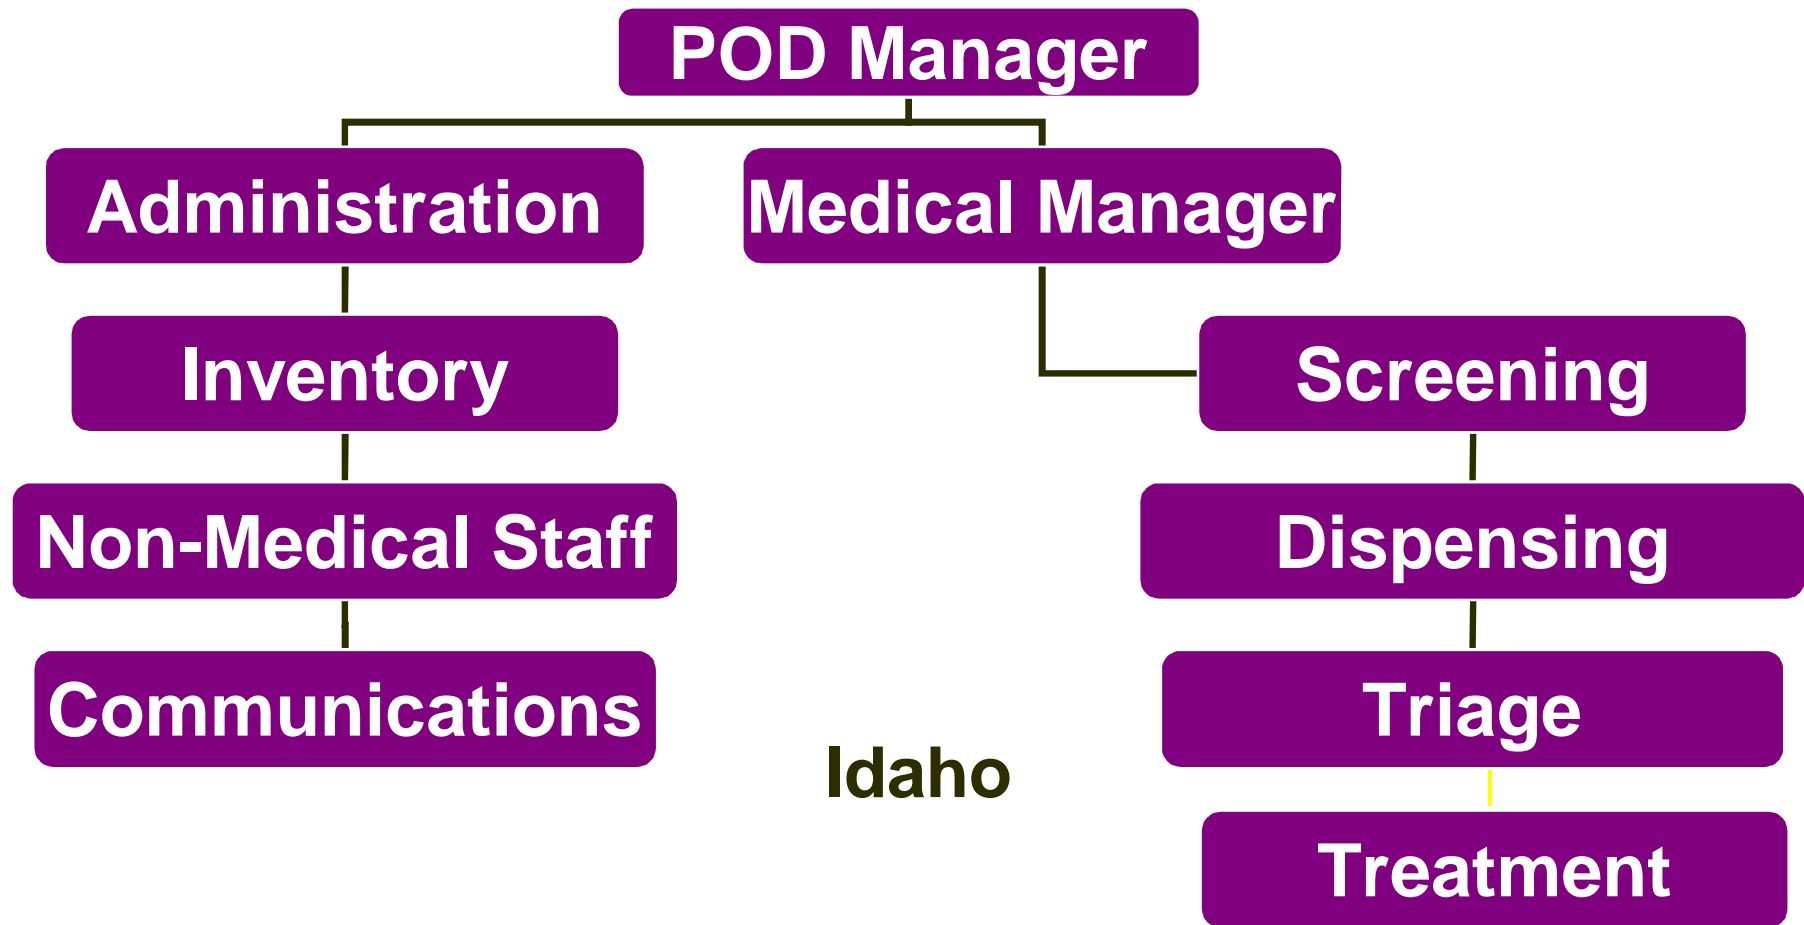 POD Manager
Administration
Medical Manager
Inventory
Screening
Non-Medical Staff
Dispensing
Communications
Triage
Idaho
Treatment